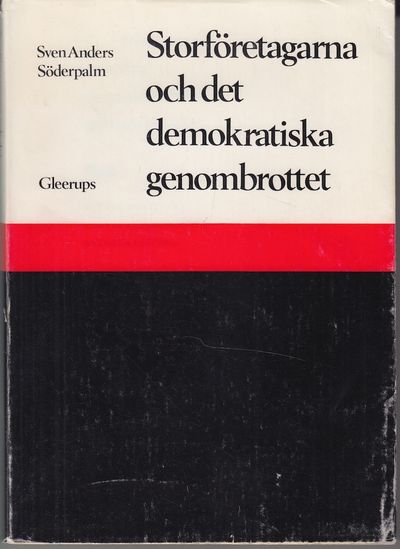 Sven Anders
Söderpalm
Storföretagarna
och det
demokratiska
genombrottet
Gleerups